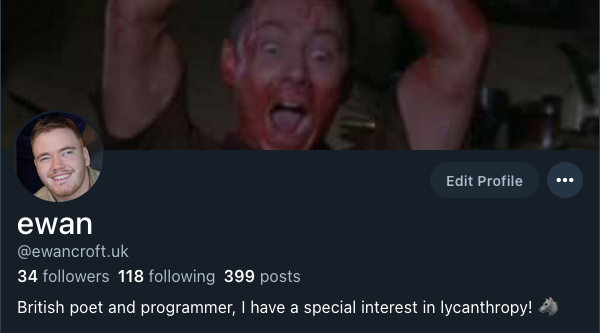 Edit Profile
ewan
@ewancroft.uk
34 followers 118 following 399 posts
British poet and programmer, I have a special interest in lycanthropy! 🐺